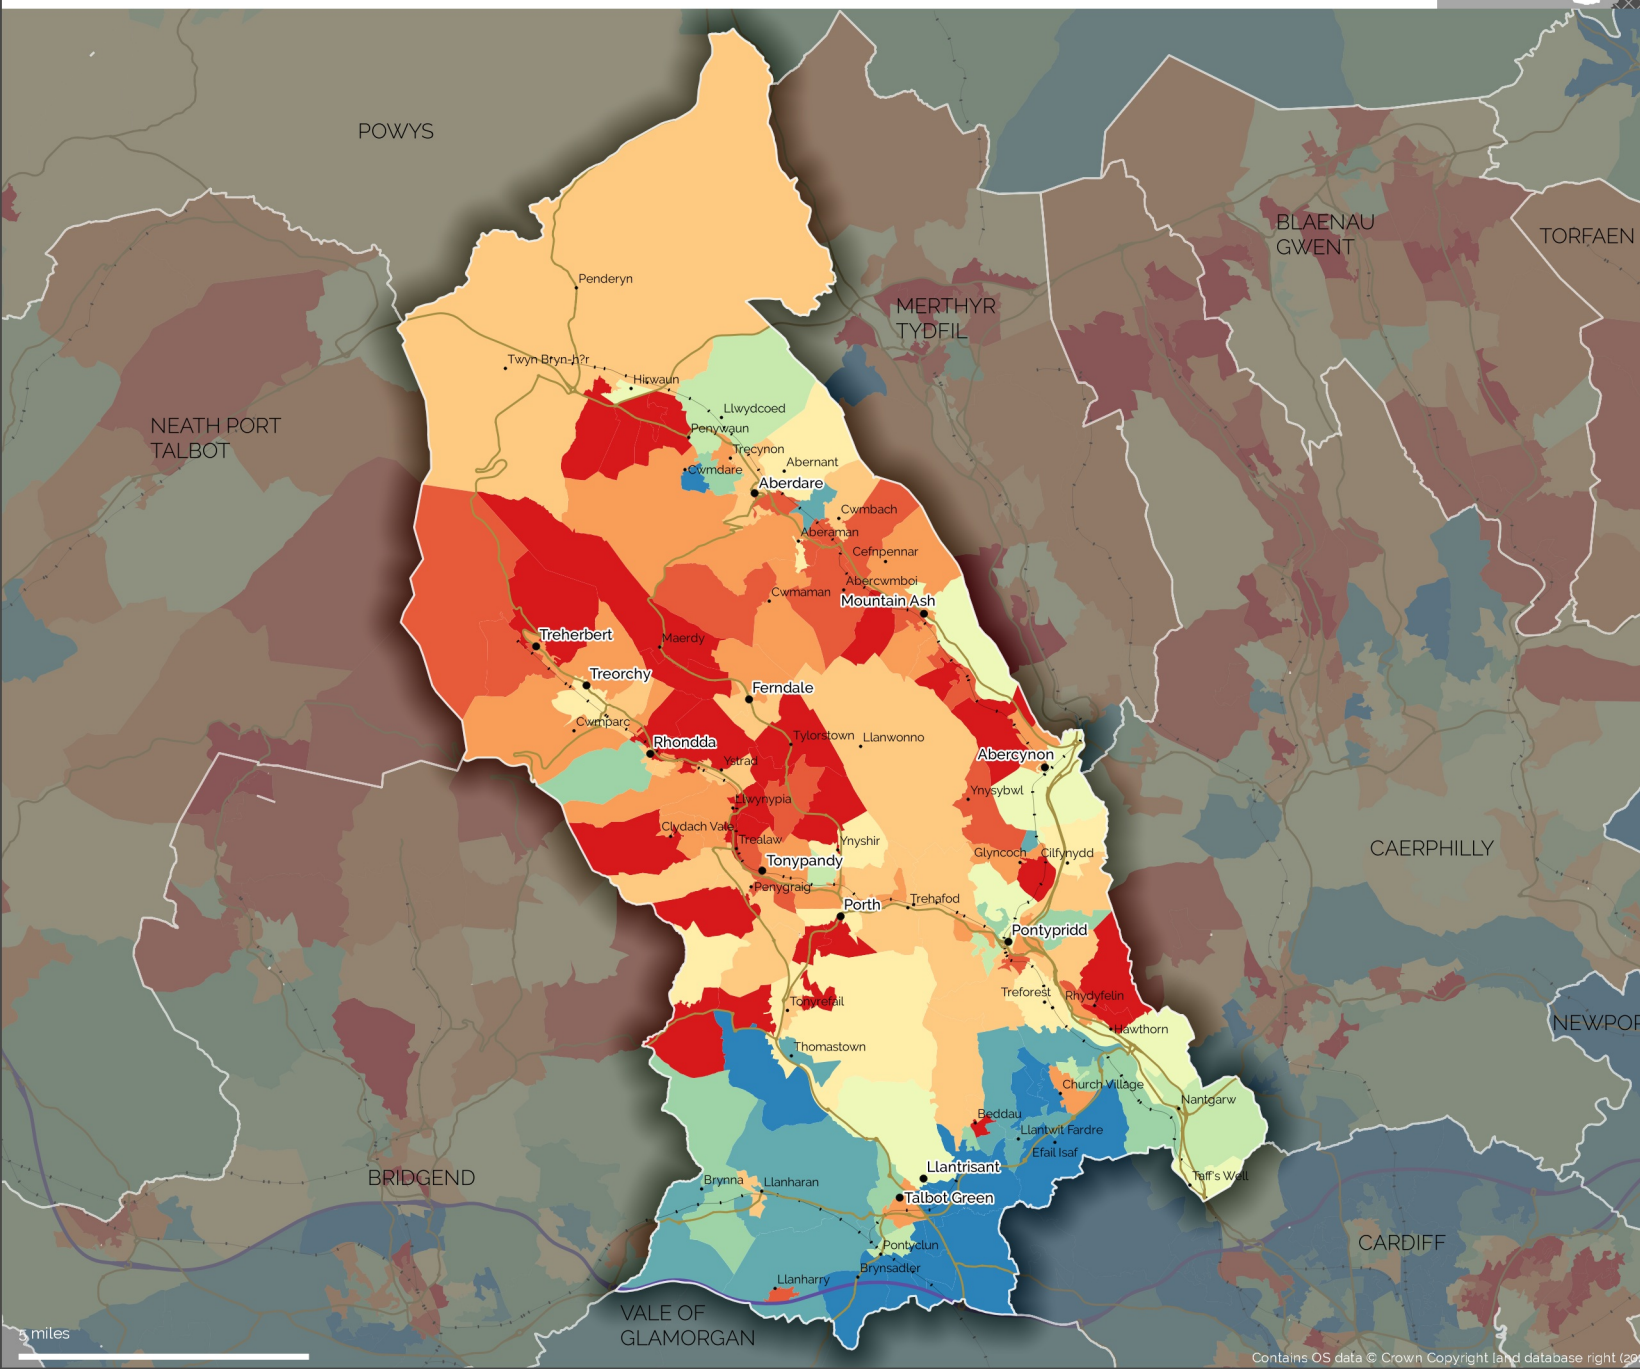 POWYS
BLAENAU
GWENT
TORFAEN
Penderyn
MERTHYR
TYDFIL
Twyn Bryn-h?r
Hirwaun
Llwydcoed
NEATH PORT
TALBOT
Penywaun
Trecynon
Abernant
Cwmdare
Aberdare
Cwmbach
Aberaman
Cefnpennar
Abercwmboi
Cwmaman
Mountain Ash
Treherbert
Maerdy
Treorchy
Ferndale
Cwmparc
Tylorstown
Llanwonno
Rhondda
Abercynon
Ystrad
Ynysybwl
Llwynypia
Clydach Vale
Trealaw
Ynyshir
CAERPHILLY
Glyncoch
Cilfynydd
Tonypandy
Penygraig
Porth
Trehafod
Pontypridd
Treforest
Rhydyfelin
Tonyrefail
Hawthorn
NEWPOR
Thomastown
Church Village
Nantgarw
Beddau
Llantwit Fardre
Efail Isaf
Llantrisant
BRIDGEND
Brynna
Llanharan
Taff's Well
Talbot Green
Pontyclun
CARDIFF
Brynsadler
Llanharry
VALE OF
GLAMORGAN
5 miles
Contains OS data © Crown Copyright and database right (20